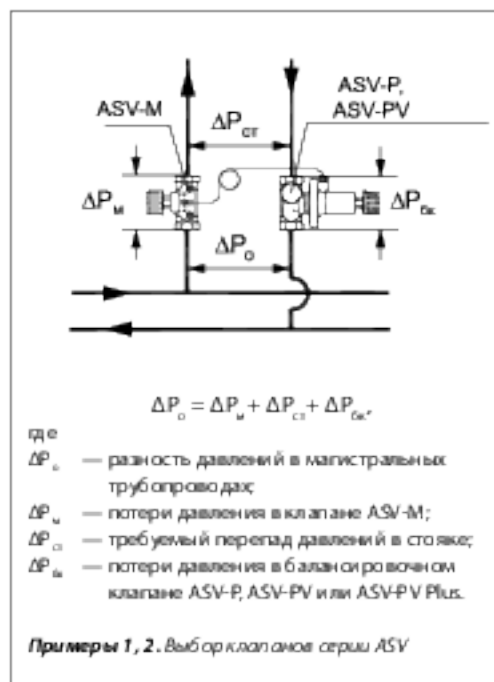 ASV-P,
ASV-M
ASV-PV
ΔPст
ΔPм
ΔPбк
ΔPо
ΔPо = ΔPм + ΔPст + ΔPбк,
где
ΔPо — разность давлений в магистральных
трубопроводах;
ΔPм — потери давления в клапане ASV-M;
ΔPст — требуемый перепад давлений в стояке;
ΔPбк — потери давления в балансировочном
клапане ASV-P, ASV-PV или ASV-PV Plus.
Примеры 1, 2. Выбор клапанов серии ASV